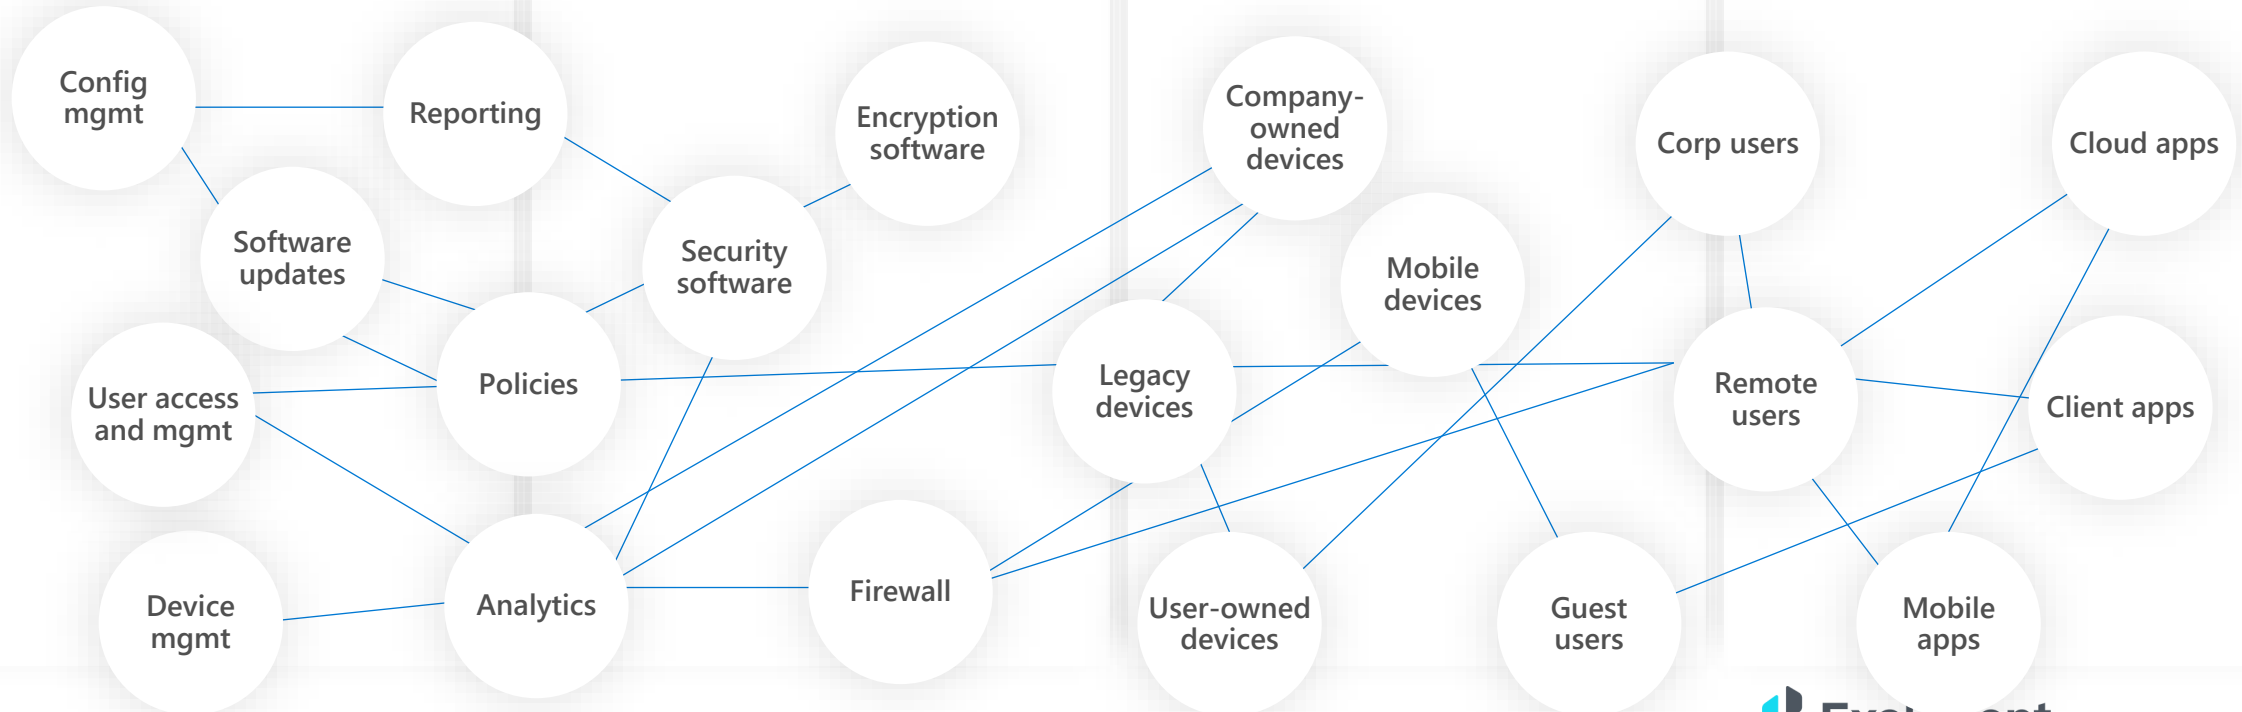 Config
mgmt
Reporting
Encryption
software
Company-
owned
devices
Corp users
Cloud apps
Software
updates
Security
software
Mobile
devices
User access
and mgmt
Policies
Legacy
devices
Remote
users
Client apps
Device
mgmt
Analytics
Firewall
User-owned
devices
Guest
users
Mobile
apps